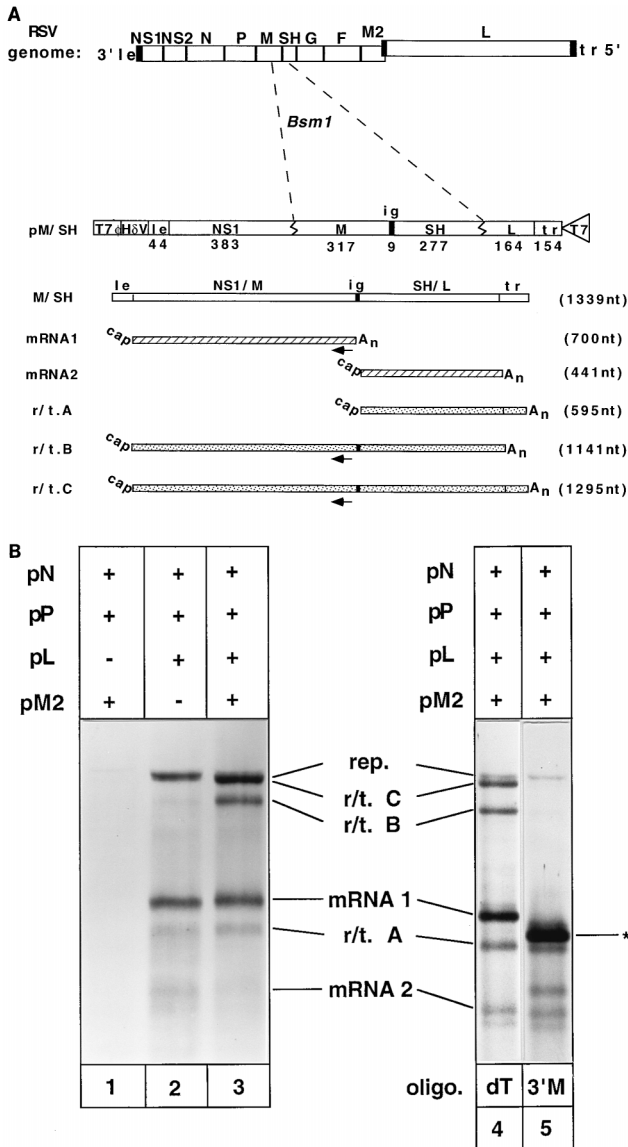 A
RSV genome: 3' le NS1 NS2 N P M SH G F M2 L tr 5'
Bsm1
ig
pM/SH T7ϕ HδV le NS1 M SH L tr T7
44 383 317 9 277 164 154
le NS1/M ig SH/L tr
M/SH (1339nt)
mRNA1 cap An (700nt)
mRNA2 cap An (441nt)
r/t.A cap An (595nt)
r/t.B cap An (1141nt)
r/t.C cap An (1295nt)
B
pN + + + pN + +
pP + + + pP + +
pL - + + pL + +
pM2 + - + pM2 + +
rep.
r/t. C
r/t. B
mRNA 1
r/t. A
*
mRNA 2
1 2 3 oligo. dT 3'M
4 5